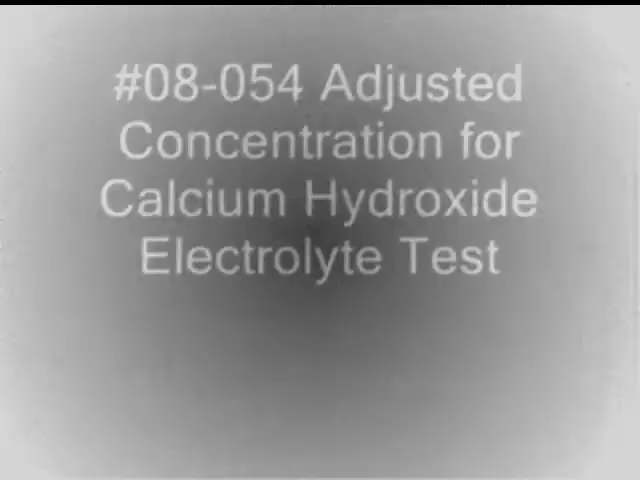 #08-054 Adjusted
Concentration for
Calcium Hydroxide
Electrolyte Test